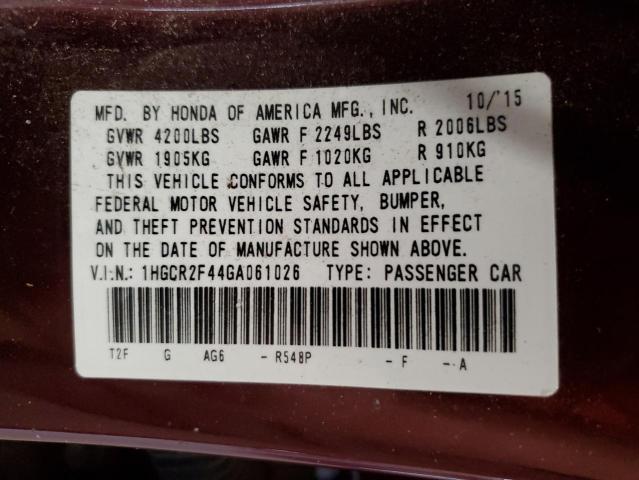 MFD. BY HONDA OF AMERICA MFG., INC. 10/'15
GVWR 4200LBS GAWR F 2249LBS R 2006LBS
GVWR 1905KG GAWR F 1020KG R 910KG
THIS VEHICLE CONFORMS TO ALL APPLICABLE
FEDERAL MOTOR VEHICLE SAFETY, BUMPER,
AND THEFT PREVENTION STANDARDS IN EFFECT
ON THE DATE OF MANUFACTURE SHOWN ABOVE.
V.I.N.: 1HGCR2F44GA061026 TYPE: PASSENGER CAR
T2F G AG6 - R548P - F - A